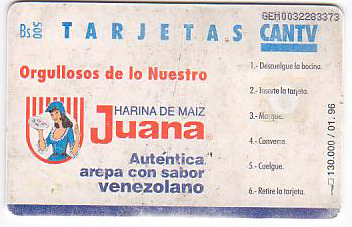 GEM0032283373
Bs 500 TARJETAS CANTV
Orgullosos de lo Nuestro
HARINA DE MAIZ
Juana
Auténtica
arepa con sabor
venezolano
1.- Descuelgue la bocina.
2.- Inserte la tarjeta.
3.- Marque.
4.- Converse.
5.- Cuelgue.
6.- Retire la tarjeta.
130.000 / 01. 96